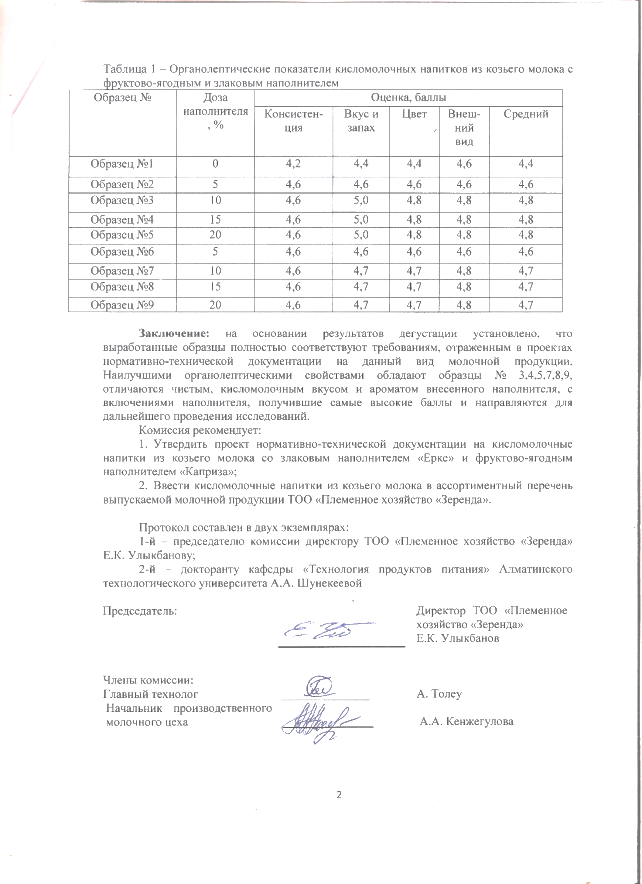 Таблица 1 – Органолептические показатели кисломолочных напитков из козьего молока с
фруктово-ягодным и злаковым наполнителем
Образец № Доза наполнителя , % Оценка, баллы
Консистен-ция Вкус и запах Цвет Внеш-ний вид Средний
Образец №1 0 4,2 4,4 4,4 4,6 4,4
Образец №2 5 4,6 4,6 4,6 4,6 4,6
Образец №3 10 4,6 5,0 4,8 4,8 4,8
Образец №4 15 4,6 5,0 4,8 4,8 4,8
Образец №5 20 4,6 5,0 4,8 4,8 4,8
Образец №6 5 4,6 4,6 4,6 4,6 4,6
Образец №7 10 4,6 4,7 4,7 4,8 4,7
Образец №8 15 4,6 4,7 4,7 4,8 4,7
Образец №9 20 4,6 4,7 4,7 4,8 4,7
Заключение: на основании результатов дегустации установлено, что
выработанные образцы полностью соответствуют требованиям, отраженным в проектах
нормативно-технической документации на данный вид молочной продукции.
Наилучшими органолептическими свойствами обладают образцы № 3,4,5,7,8,9,
отличаются чистым, кисломолочным вкусом и ароматом внесенного наполнителя, с
включениями наполнителя, получившие самые высокие баллы и направляются для
дальнейшего проведения исследований.
Комиссия рекомендует:
1. Утвердить проект нормативно-технической документации на кисломолочные
напитки из козьего молока со злаковым наполнителем «Ерке» и фруктово-ягодным
наполнителем «Каприза»;
2. Ввести кисломолочные напитки из козьего молока в ассортиментный перечень
выпускаемой молочной продукции ТОО «Племенное хозяйство «Зеренда».
Протокол составлен в двух экземплярах:
1-й – председателю комиссии директору ТОО «Племенное хозяйство «Зеренда»
Е.К. Улыкбанову;
2-й – докторанту кафедры «Технология продуктов питания» Алматинского
технологического университета А.А. Шунекеевой
Председатель: Директор ТОО «Племенное
хозяйство «Зеренда»
Е.К. Улыкбанов
Члены комиссии:
Главный технолог А. Толеу
Начальник производственного
молочного цеха А.А. Кенжегулова
2